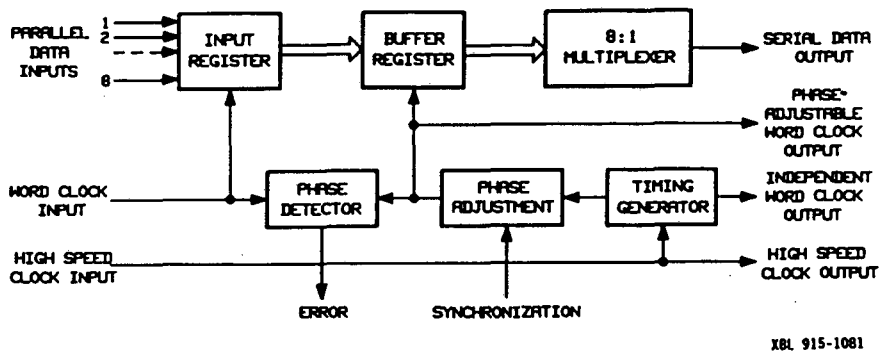 PARALLEL
DATA
INPUTS
1
2
8
INPUT
REGISTER
BUFFER
REGISTER
8:1
MULTIPLEXER
SERIAL DATA
OUTPUT
PHASE-
ADJUSTABLE
WORD CLOCK
OUTPUT
WORD CLOCK
INPUT
PHASE
DETECTOR
PHASE
ADJUSTMENT
TIMING
GENERATOR
INDEPENDENT
WORD CLOCK
OUTPUT
HIGH SPEED
CLOCK INPUT
HIGH SPEED
CLOCK OUTPUT
ERROR
SYNCHRONIZATION
XBL 915-1081